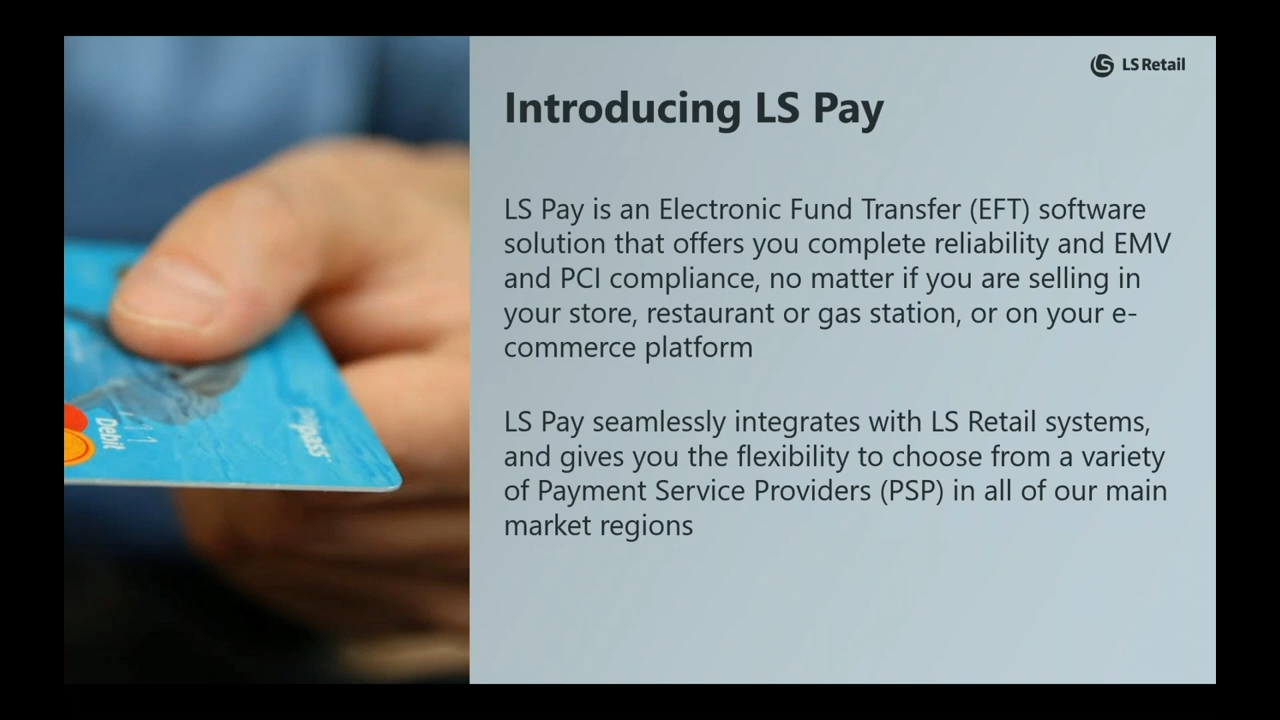 LS Retail
Introducing LS Pay
LS Pay is an Electronic Fund Transfer (EFT) software
solution that offers you complete reliability and EMV
and PCI compliance, no matter if you are selling in
your store, restaurant or gas station, or on your e-
commerce platform
LS Pay seamlessly integrates with LS Retail systems,
and gives you the flexibility to choose from a variety
of Payment Service Providers (PSP) in all of our main
market regions
Debit